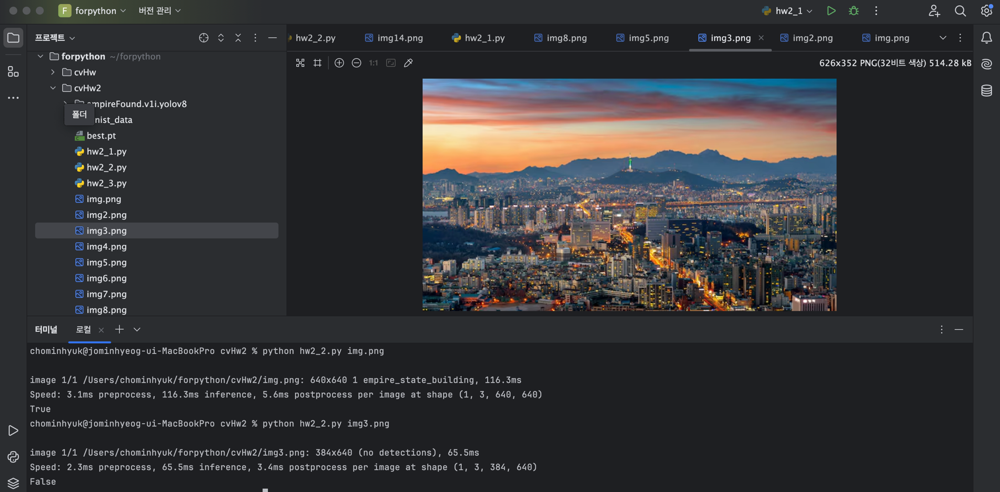 F forpython 버전 관리 hw2_1
프로젝트
hw2_2.py img14.png hw2_1.py img8.png img5.png img3.png img2.png img.png
forpython ~/forpython
1:1 626x352 PNG(32비트 색상) 514.28 kB
cvHw
cvHw2
empireFound.v1i.yolov8
폴더
nist_data
best.pt
hw2_1.py
hw2_2.py
hw2_3.py
img.png
img2.png
img3.png
img4.png
img5.png
img6.png
img7.png
img8.png
터미널 로컬
chominhyuk@jominhyeog-ui-MacBookPro cvHw2 % python hw2_2.py img.png
image 1/1 /Users/chominhyuk/forpython/cvHw2/img.png: 640x640 1 empire_state_building, 116.3ms
Speed: 3.1ms preprocess, 116.3ms inference, 5.6ms postprocess per image at shape (1, 3, 640, 640)
True
chominhyuk@jominhyeog-ui-MacBookPro cvHw2 % python hw2_2.py img3.png
image 1/1 /Users/chominhyuk/forpython/cvHw2/img3.png: 384x640 (no detections), 65.5ms
Speed: 2.3ms preprocess, 65.5ms inference, 3.4ms postprocess per image at shape (1, 3, 384, 640)
False